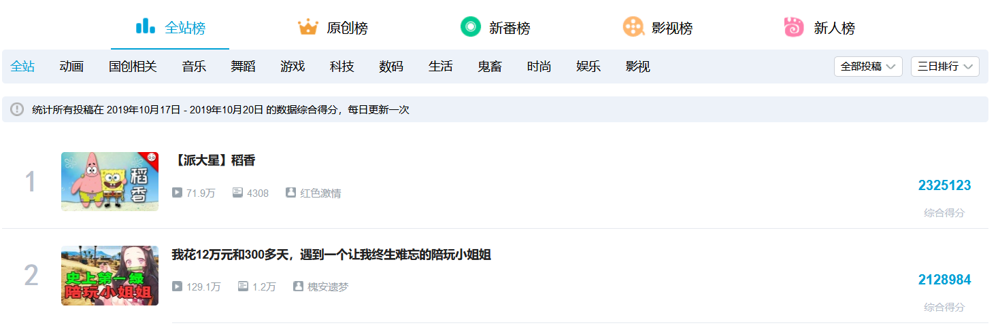 全站榜 原创榜 新番榜 影视榜 新人榜
全站 动画 国创相关 音乐 舞蹈 游戏 科技 数码 生活 鬼畜 时尚 娱乐 影视 全部投稿 三日排行
统计所有投稿在 2019年10月17日 - 2019年10月20日 的数据综合得分，每日更新一次
1
稻香
【派大星】稻香
71.9万 4308 红色激情
2325123
综合得分
2
史上第一绿
陪玩小姐姐
我花12万元和300多天，遇到一个让我终生难忘的陪玩小姐姐
129.1万 1.2万 槐安遗梦
2128984
综合得分